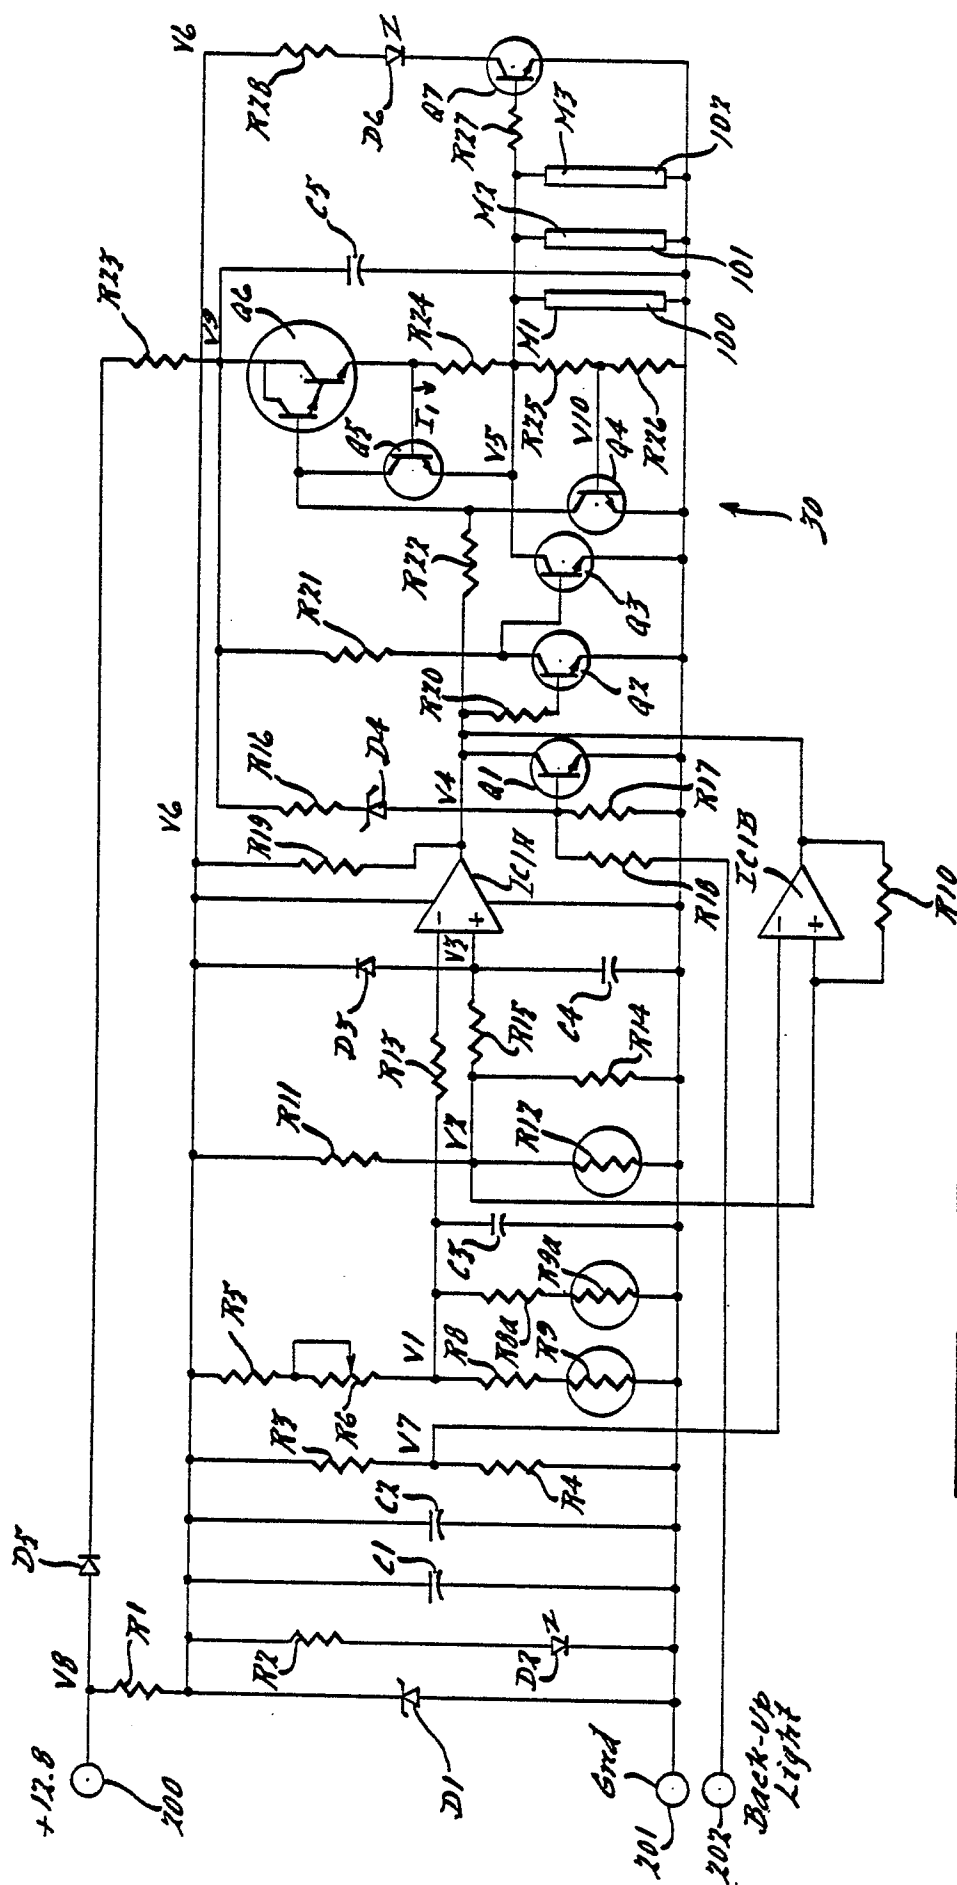 +12.8
200
V8
R1
D5
R23
V6
V6
V9
R2
D2
D1
C1
C2
R3
V7
R4
R5
R6
V1
R8
R9
R8a
R9a
C3
R11
V2
R12
R14
R13
R15
D3
V3
C4
-
+
IC1A
R19
R16
D4
V4
Q1
R17
R18
R20
Q2
R21
Q3
R22
Q4
V5
V10
Q5
I1
Q6
R24
R25
R26
C5
M1
100
M2
101
M3
102
R27
Q7
D6
R28
30
-
+
IC1B
R10
Gnd
201
202
Back-Up
Light